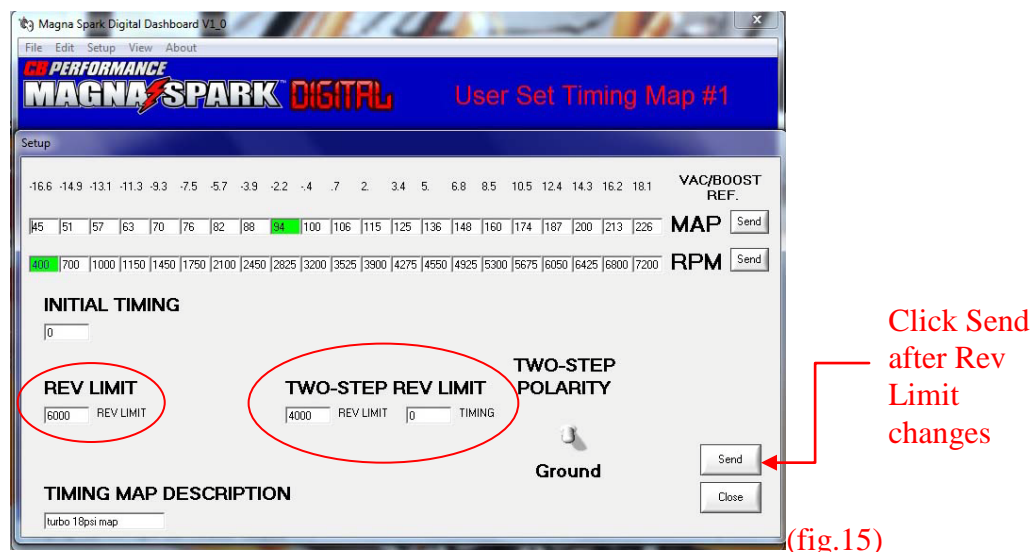 Magna Spark Digital Dashboard V1_0
x
File Edit Setup View About
CB PERFORMANCE
MAGNA SPARK™ DIGITAL
User Set Timing Map #1
Setup
-16.6 -14.9 -13.1 -11.3 -9.3 -7.5 -5.7 -3.9 -2.2 -.4 .7 2. 3.4 5. 6.8 8.5 10.5 12.4 14.3 16.2 18.1 VAC/BOOST
REF.
45 51 57 63 70 76 82 88 94 100 106 115 125 136 148 160 174 187 200 213 226 MAP Send
400 700 1000 1150 1450 1750 2100 2450 2825 3200 3525 3900 4275 4550 4925 5300 5675 6050 6425 6800 7200 RPM Send
INITIAL TIMING
0
REV LIMIT
6000 REV LIMIT
TWO-STEP REV LIMIT
4000 REV LIMIT 0 TIMING
TWO-STEP
POLARITY
Ground
Send
Close
TIMING MAP DESCRIPTION
turbo 18psi map
Click Send
after Rev
Limit
changes
(fig.15)